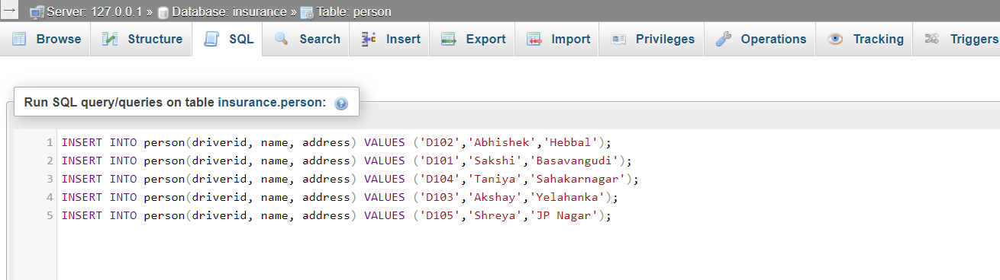 Server: 127.0.0.1 » Database: insurance » Table: person
Browse Structure SQL Search Insert Export Import Privileges Operations Tracking Triggers
Run SQL query/queries on table insurance.person:
1 INSERT INTO person(driverid, name, address) VALUES ('D102','Abhishek','Hebbal');
2 INSERT INTO person(driverid, name, address) VALUES ('D101','Sakshi','Basavangudi');
3 INSERT INTO person(driverid, name, address) VALUES ('D104','Taniya','Sahakarnagar');
4 INSERT INTO person(driverid, name, address) VALUES ('D103','Akshay','Yelahanka');
5 INSERT INTO person(driverid, name, address) VALUES ('D105','Shreya','JP Nagar');